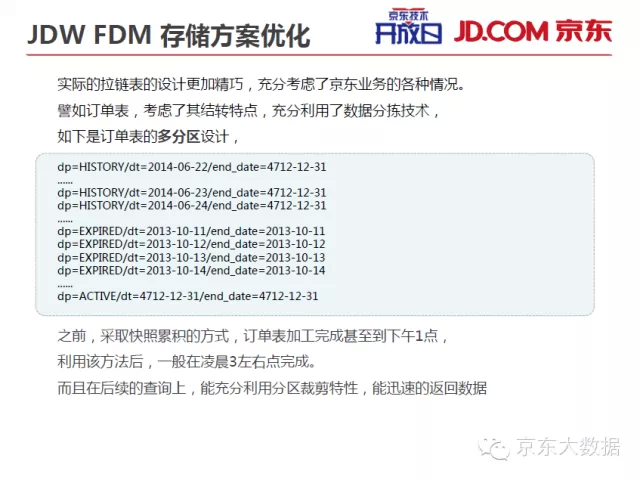 JDW FDM 存储方案优化
京东技术
开放日
JD.COM 京东
实际的拉链表的设计更加精巧，充分考虑了京东业务的各种情况。
譬如订单表，考虑了其结转特点，充分利用了数据分拣技术，
如下是订单表的多分区设计，
dp=HISTORY/dt=2014-06-22/end_date=4712-12-31
......
dp=HISTORY/dt=2014-06-23/end_date=4712-12-31
dp=HISTORY/dt=2014-06-24/end_date=4712-12-31
......
dp=EXPIRED/dt=2013-10-11/end_date=2013-10-11
dp=EXPIRED/dt=2013-10-12/end_date=2013-10-12
dp=EXPIRED/dt=2013-10-13/end_date=2013-10-13
dp=EXPIRED/dt=2013-10-14/end_date=2013-10-14
......
dp=ACTIVE/dt=4712-12-31/end_date=4712-12-31
之前，采取快照累积的方式，订单表加工完成甚至到下午1点，
利用该方法后，一般在凌晨3左右点完成。
而且在后续的查询上，能充分利用分区裁剪特性，能迅速的返回数据
京东大数据